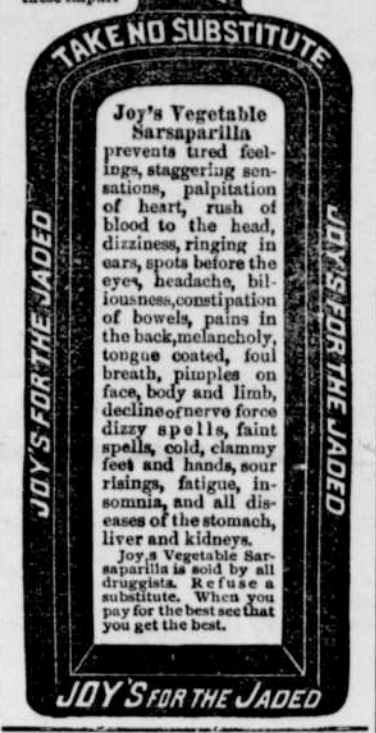 TAKE NO SUBSTITUTE
JOY'S FOR THE JADED
Joy's Vegetable
Sarsaparilla
prevents tired feel-
ings, staggering sen-
sations, palpitation
of heart, rush of
blood to the head,
dizziness, ringing in
ears, spots before the
eyes, headache, bil-
iousness,constipation
of bowels, pains in
the back,melancholy,
tongue coated, foul
breath, pimples on
face, body and limb,
decline of nerve force
dizzy spells, faint
spells, cold, clammy
feet and hands, sour
risings, fatigue, in-
somnia, and all dis-
eases of the stomach,
liver and kidneys.
Joy,s Vegetable Sar-
saparilla is sold by all
druggists. Refuse a
substitute. When you
pay for the best see that
you get the best.
JOY'S FOR THE JADED
JOY'S FOR THE JADED